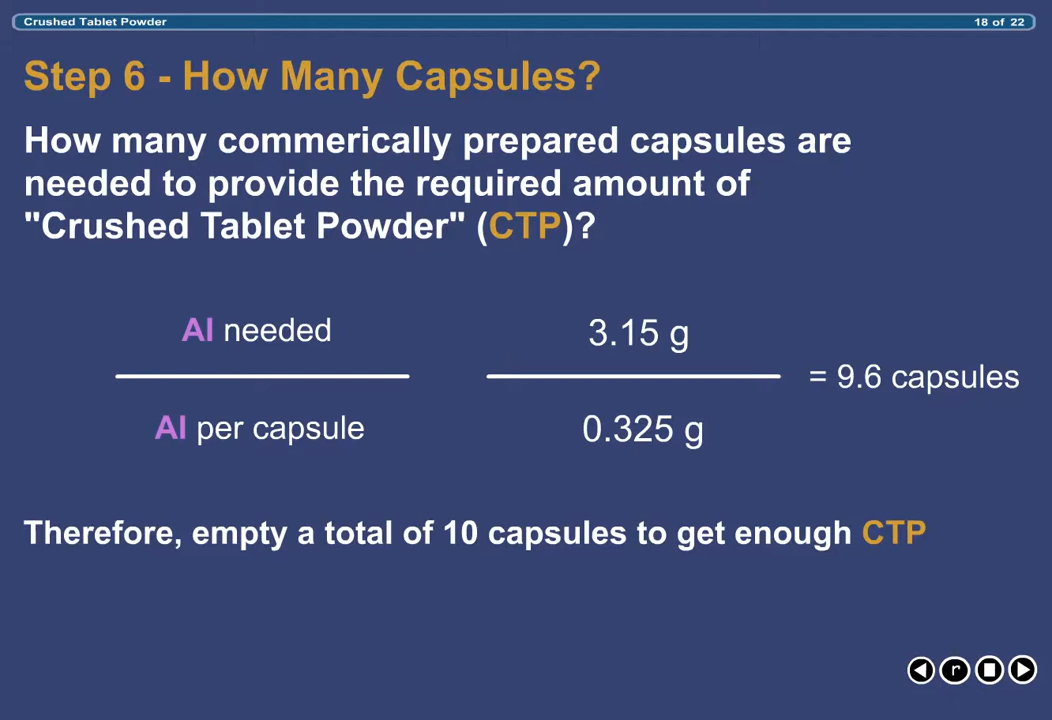 Crushed Tablet Powder
18 of 22
Step 6 - How Many Capsules?
How many commerically prepared capsules are
needed to provide the required amount of
"Crushed Tablet Powder" (CTP)?
AI needed
3.15 g
= 9.6 capsules
AI per capsule
0.325 g
Therefore, empty a total of 10 capsules to get enough CTP
r